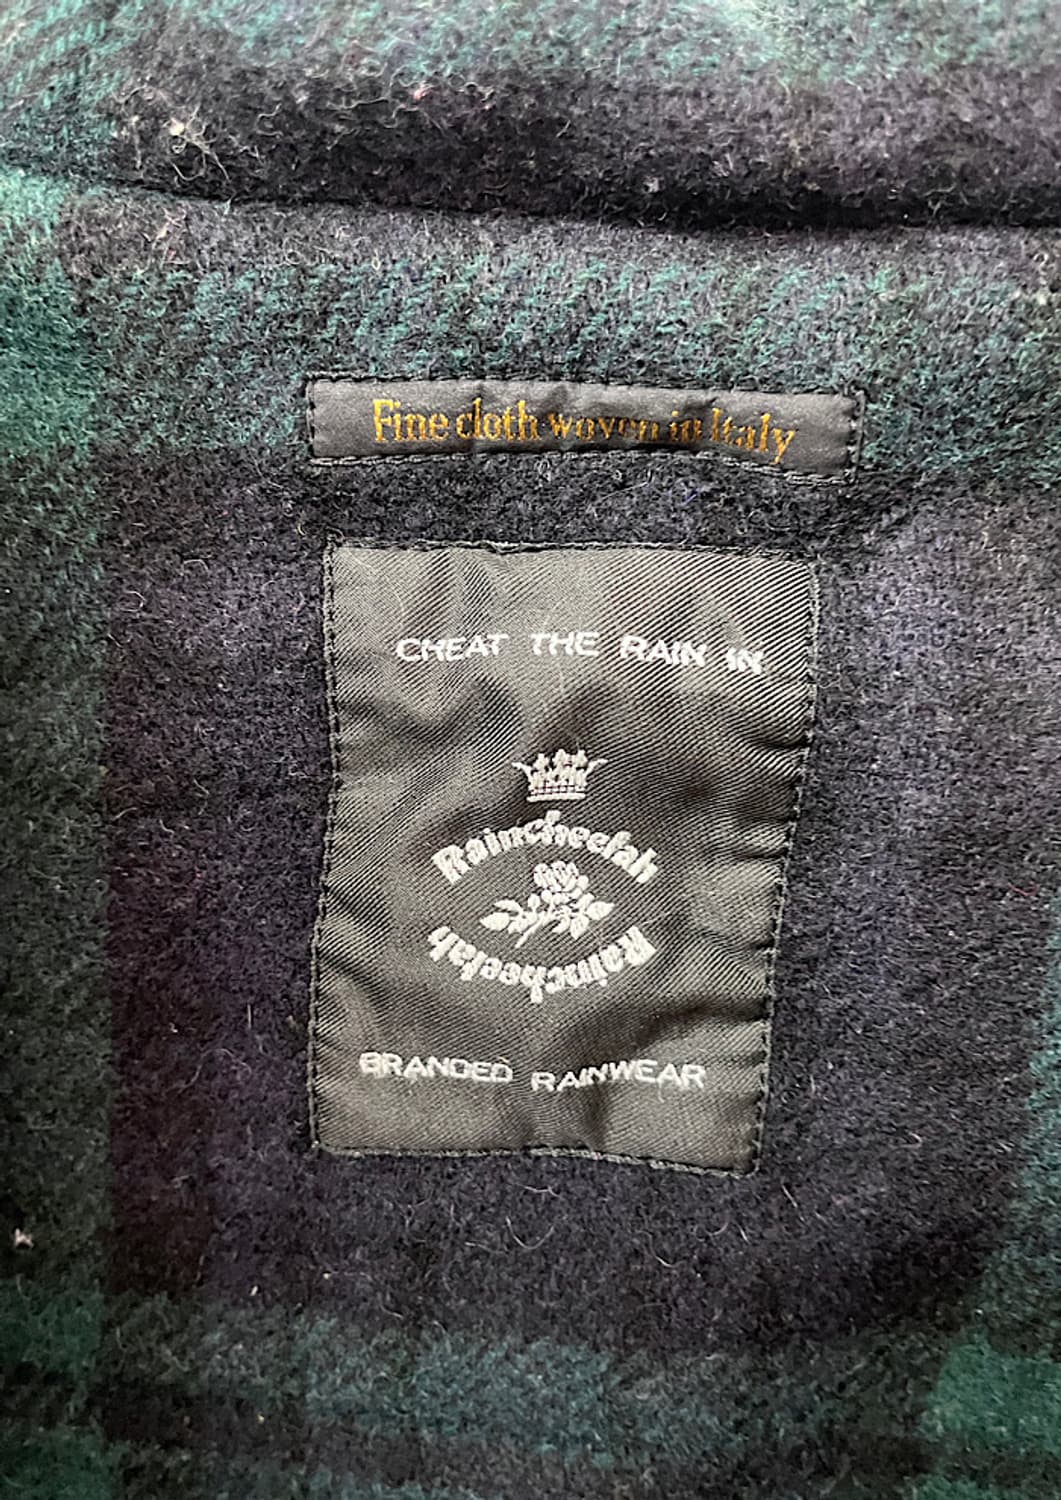 Fine cloth woven in Italy
CHEAT THE RAIN IN
Raincheetah
Raincheetah
BRANDED RAINWEAR